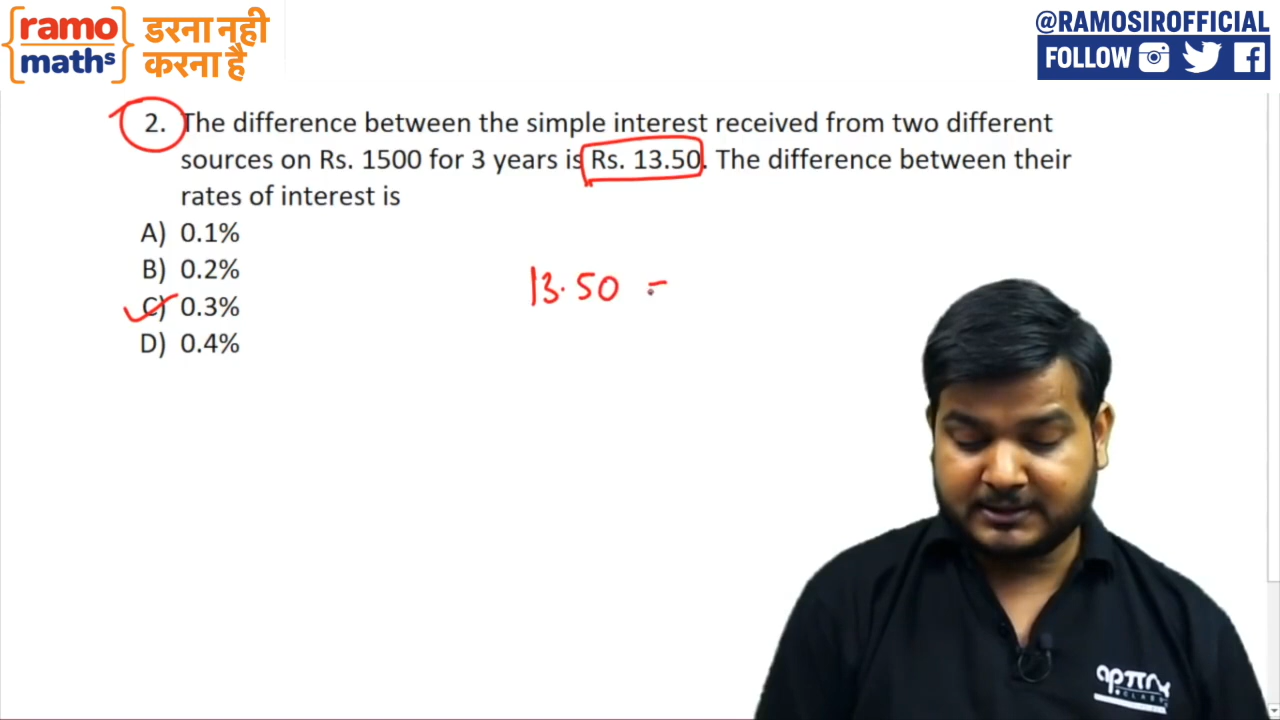 ramo
maths
डरना नही
करना है
@RAMOSIROFFICIAL
FOLLOW
2. The difference between the simple interest received from two different
sources on Rs. 1500 for 3 years is Rs. 13.50. The difference between their
rates of interest is
A) 0.1%
B) 0.2%
C) 0.3%
D) 0.4%
13.50 =